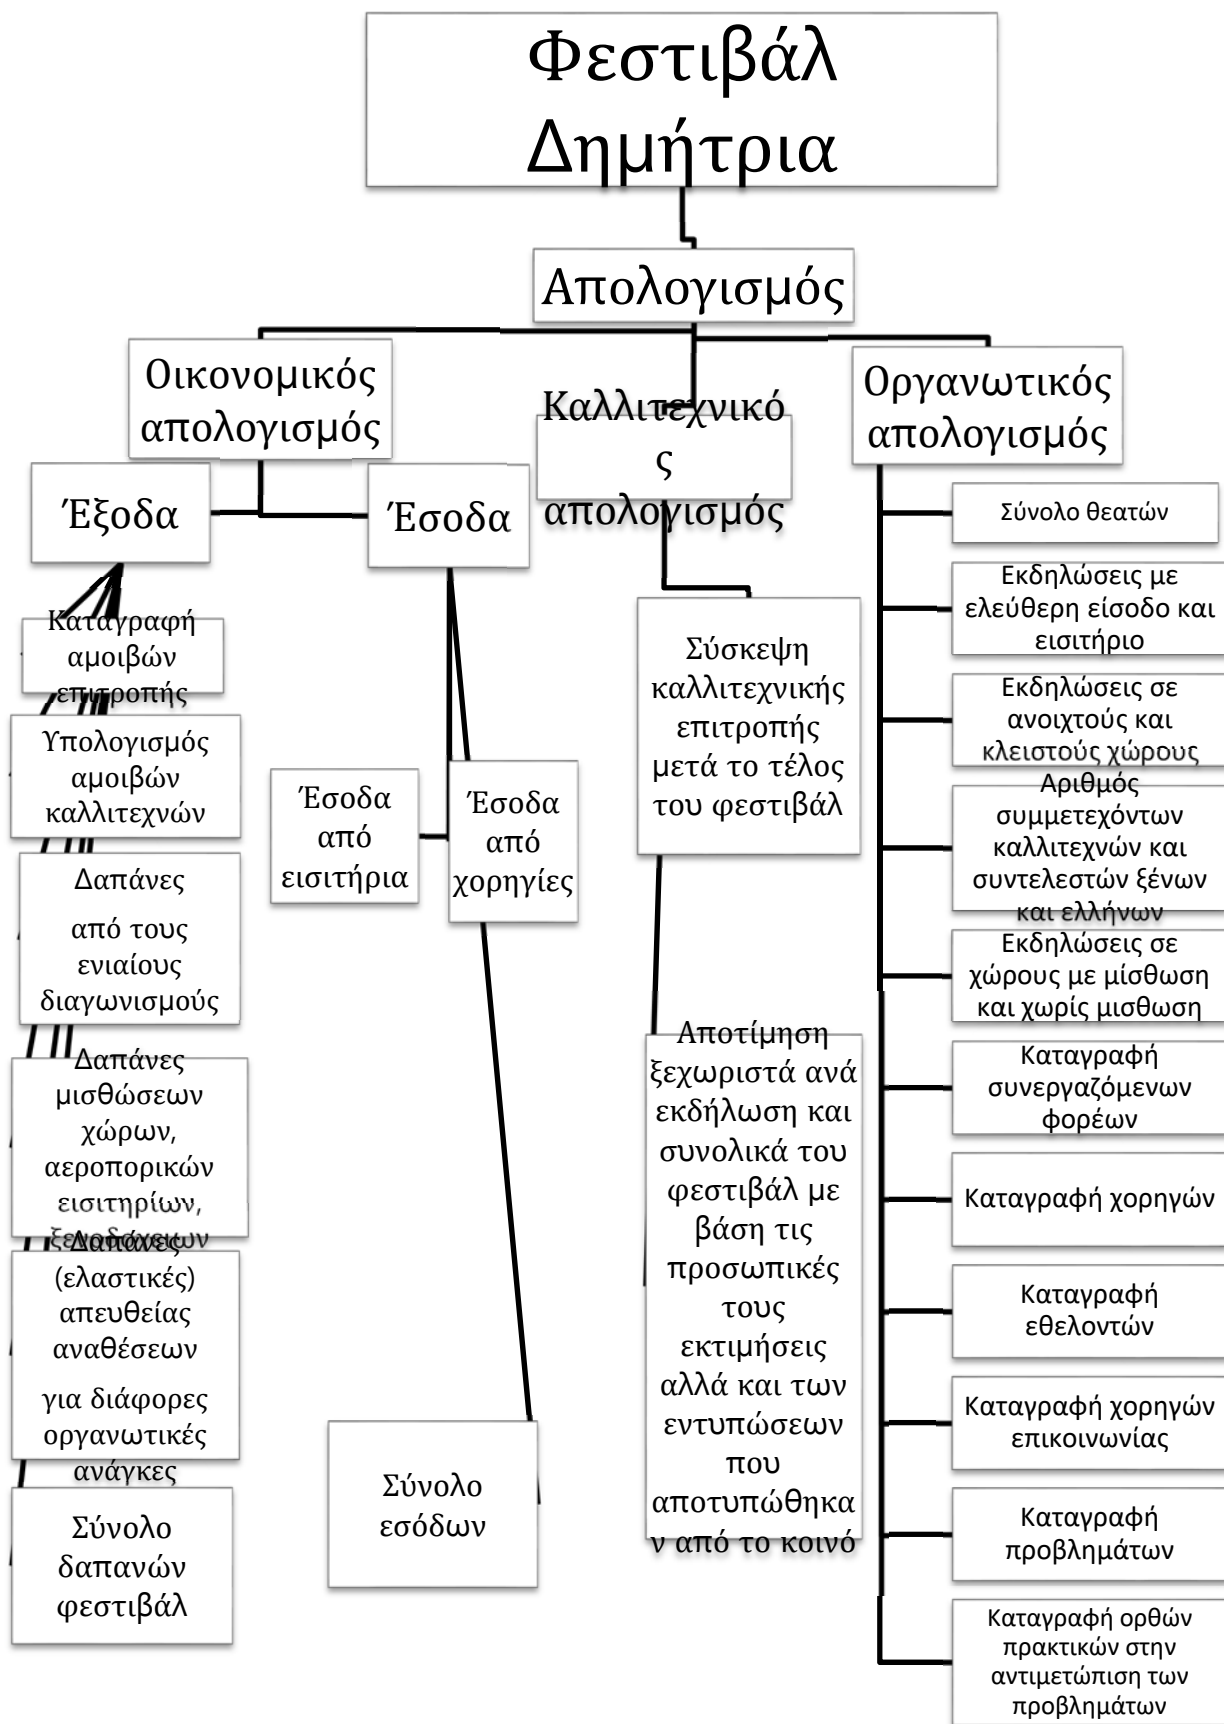 Φεστιβάλ
Δημήτρια
Απολογισμός
Οικονομικός
απολογισμός
Έξοδα
Καταγραφή
αμοιβών
επιτροπής
Υπολογισμός
αμοιβών
καλλιτεχνών
Δαπάνες
από τους
ενιαίους
διαγωνισμούς
Δαπάνες
μισθώσεων
χώρων,
αεροπορικών
εισιτηρίων,
ξενοδοχειων
Δαπάνες
(ελαστικές)
απευθείας
αναθέσεων
για διάφορες
οργανωτικές
ανάγκες
Σύνολο
δαπανών
φεστιβάλ
Έσοδα
Έσοδα
από
εισιτήρια
Έσοδα
από
χορηγίες
Σύνολο
εσόδων
Καλλιτεχνικό
ς
απολογισμός
Σύσκεψη
καλλιτεχνικής
επιτροπής
μετά το τέλος
του φεστιβάλ
Αποτίμηση
ξεχωριστά ανά
εκδήλωση και
συνολικά του
φεστιβάλ με
βάση τις
προσωπικές
τους
εκτιμήσεις
αλλά και των
εντυπώσεων
που
αποτυπώθηκα
ν από το κοινό
Οργανωτικός
απολογισμός
Σύνολο θεατών
Εκδηλώσεις με
ελεύθερη είσοδο και
εισιτήριο
Εκδηλώσεις σε
ανοιχτούς και
κλειστούς χώρους
Αριθμός
συμμετεχόντων
καλλιτεχνών και
συντελεστών ξένων
και ελλήνων
Εκδηλώσεις σε
χώρους με μίσθωση
και χωρίς μισθωση
Καταγραφή
συνεργαζόμενων
φορέων
Καταγραφή χορηγών
Καταγραφή
εθελοντών
Καταγραφή χορηγών
επικοινωνίας
Καταγραφή
προβλημάτων
Καταγραφή ορθών
πρακτικών στην
αντιμετώπιση των
προβλημάτων